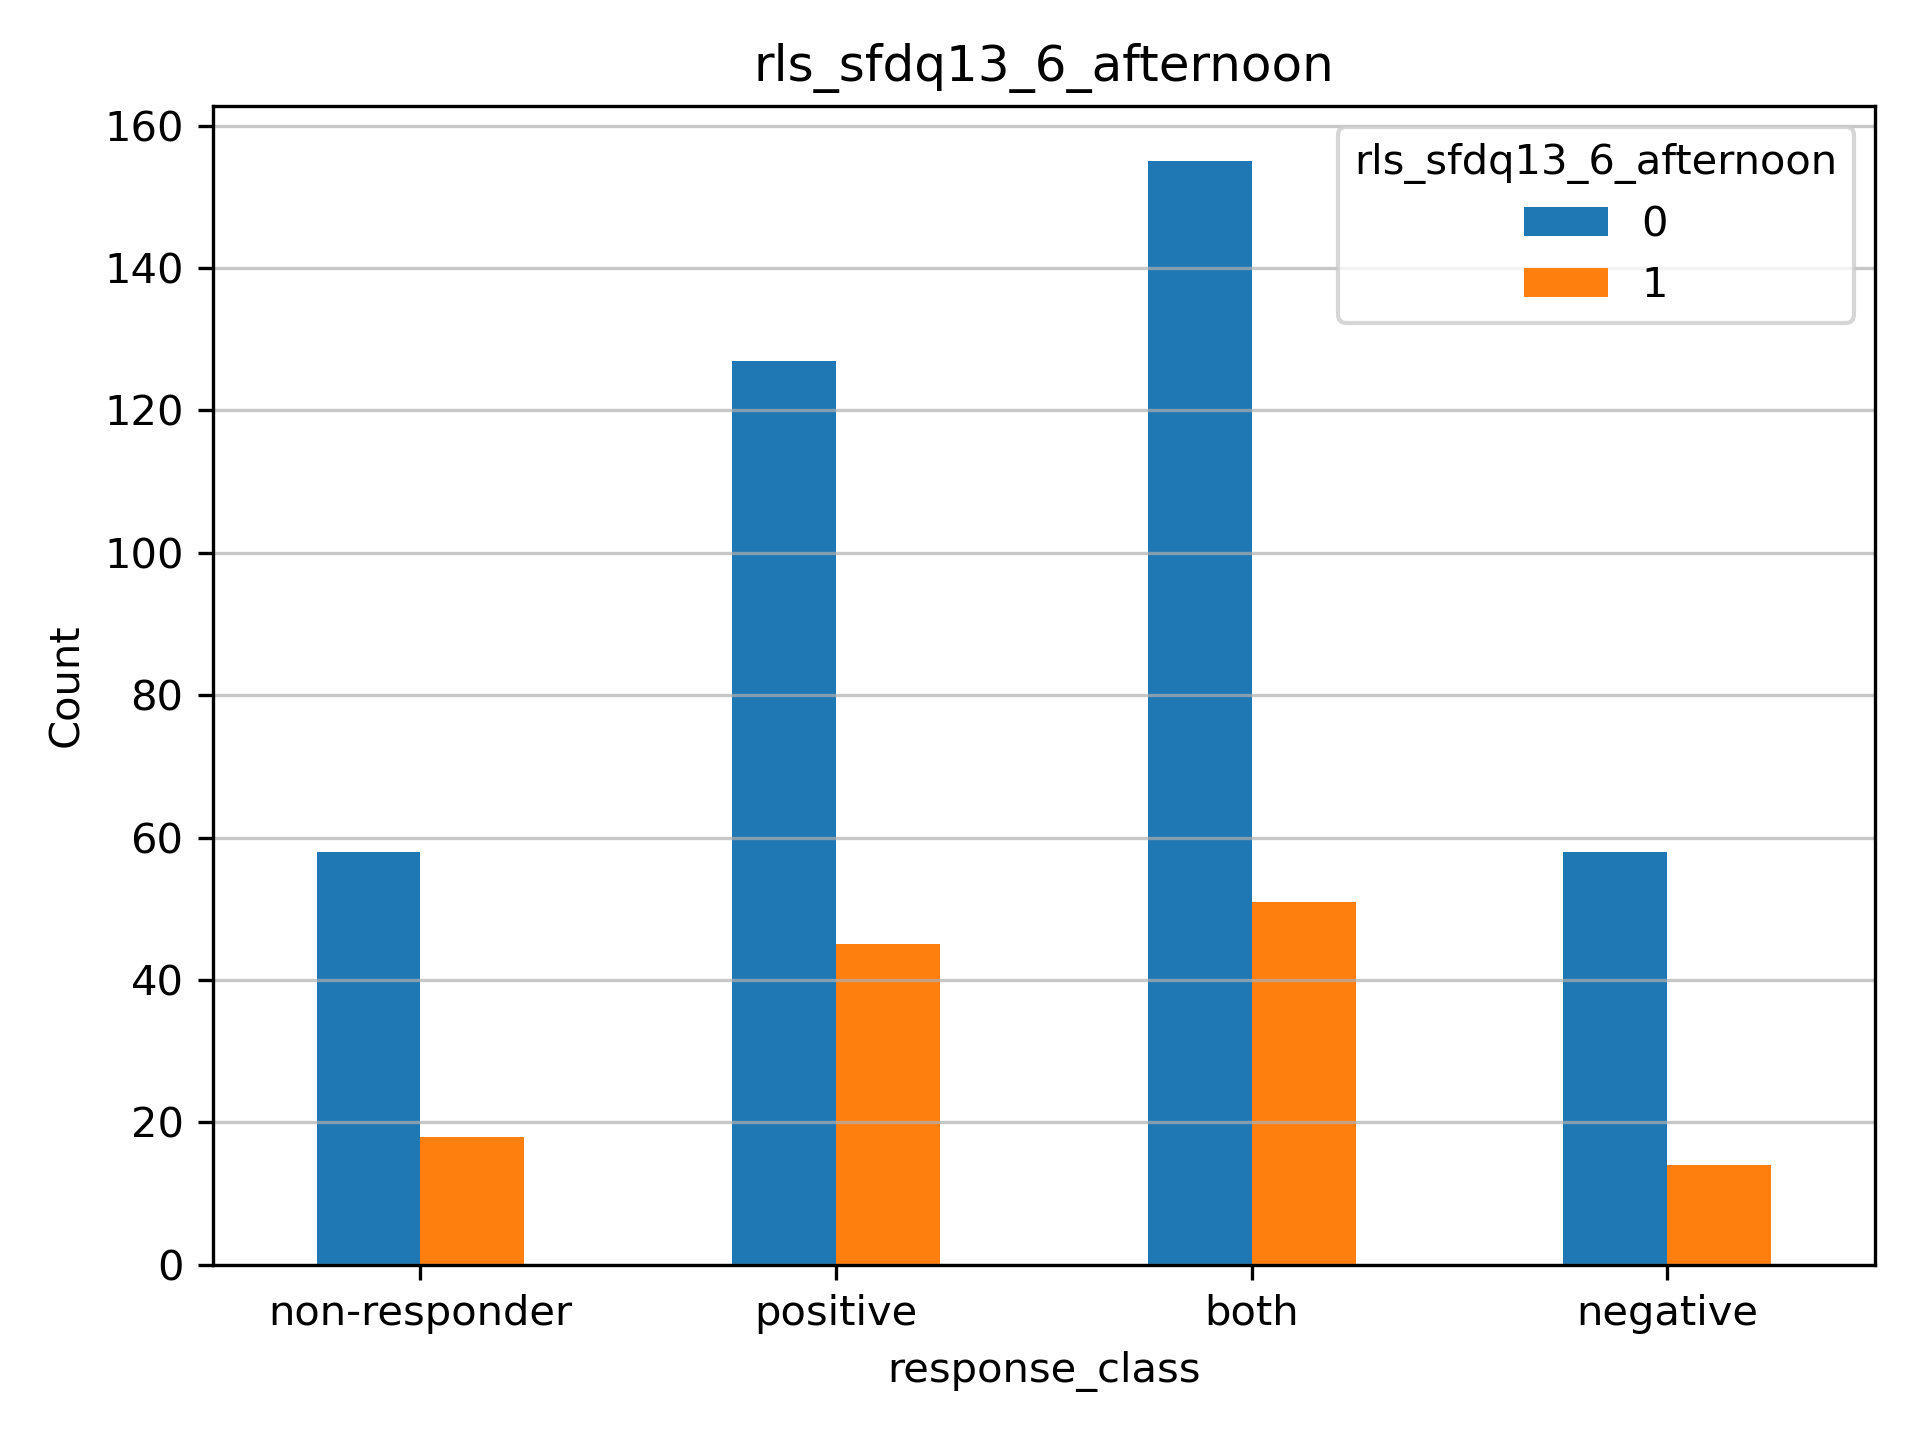 rls_sfdq13_6_afternoon
rls_sfdq13_6_afternoon
0
1
160
140
120
100
80
60
40
20
0
Count
non-responder positive both negative
response_class